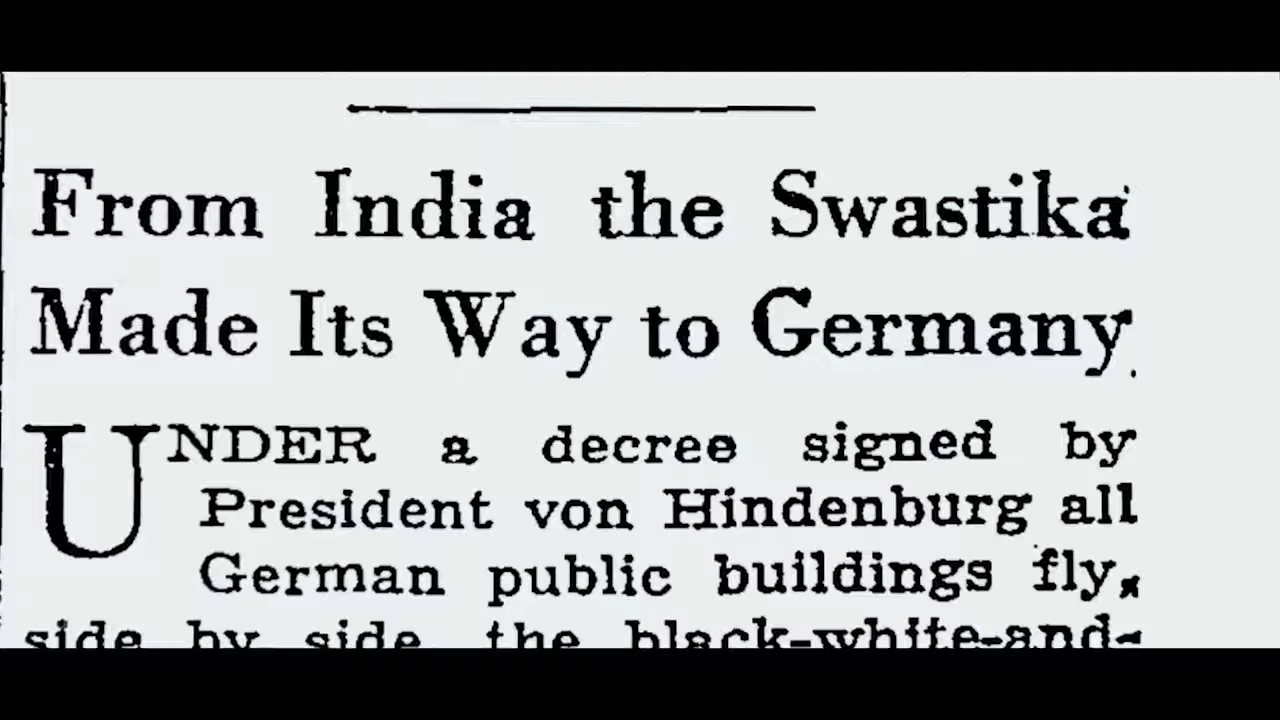 From India the Swastika
Made Its Way to Germany
UNDER a decree signed by
President von Hindenburg all
German public buildings fly,
side by side, the black-white-and-